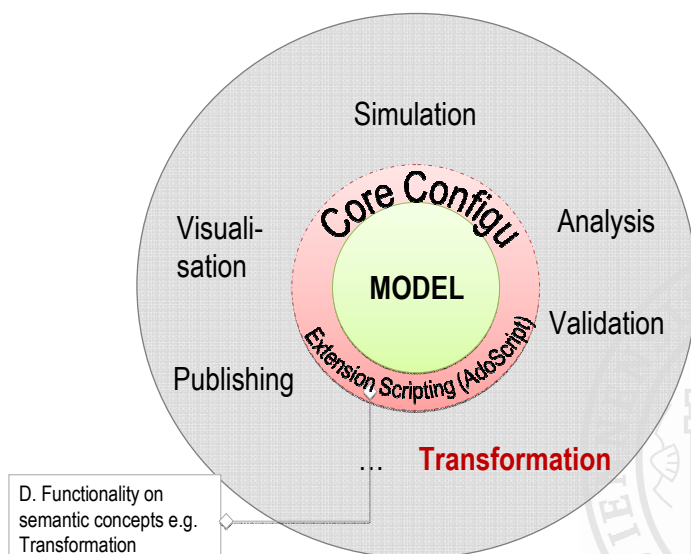 Simulation
Core Configu
Visuali-
sation
Analysis
MODEL
Validation
Extension Scripting (AdoScript)
Publishing
... Transformation
D. Functionality on
semantic concepts e.g.
Transformation